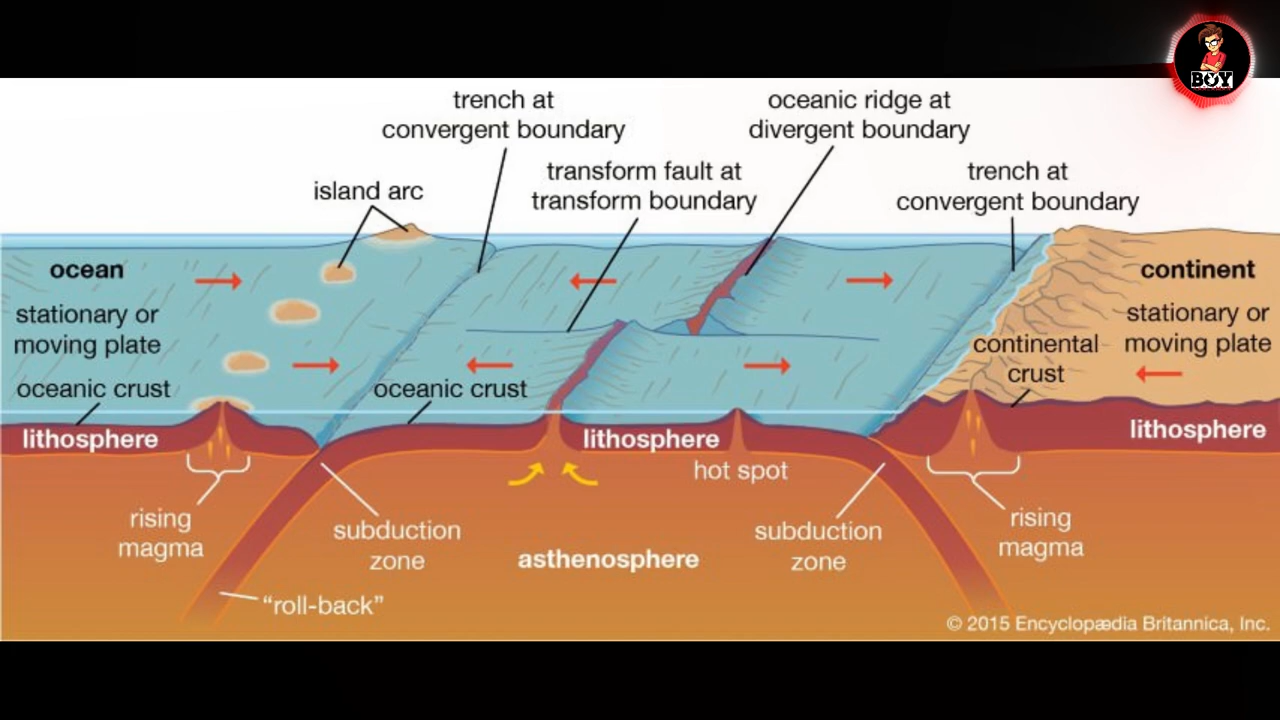 BOY
trench at
convergent boundary
oceanic ridge at
divergent boundary
transform fault at
transform boundary
trench at
convergent boundary
island arc
ocean
stationary or
moving plate
oceanic crust
oceanic crust
continent
stationary or
moving plate
continental
crust
lithosphere
lithosphere
lithosphere
hot spot
rising
magma
subduction
zone
asthenosphere
subduction
zone
rising
magma
“roll-back”
© 2015 Encyclopædia Britannica, Inc.